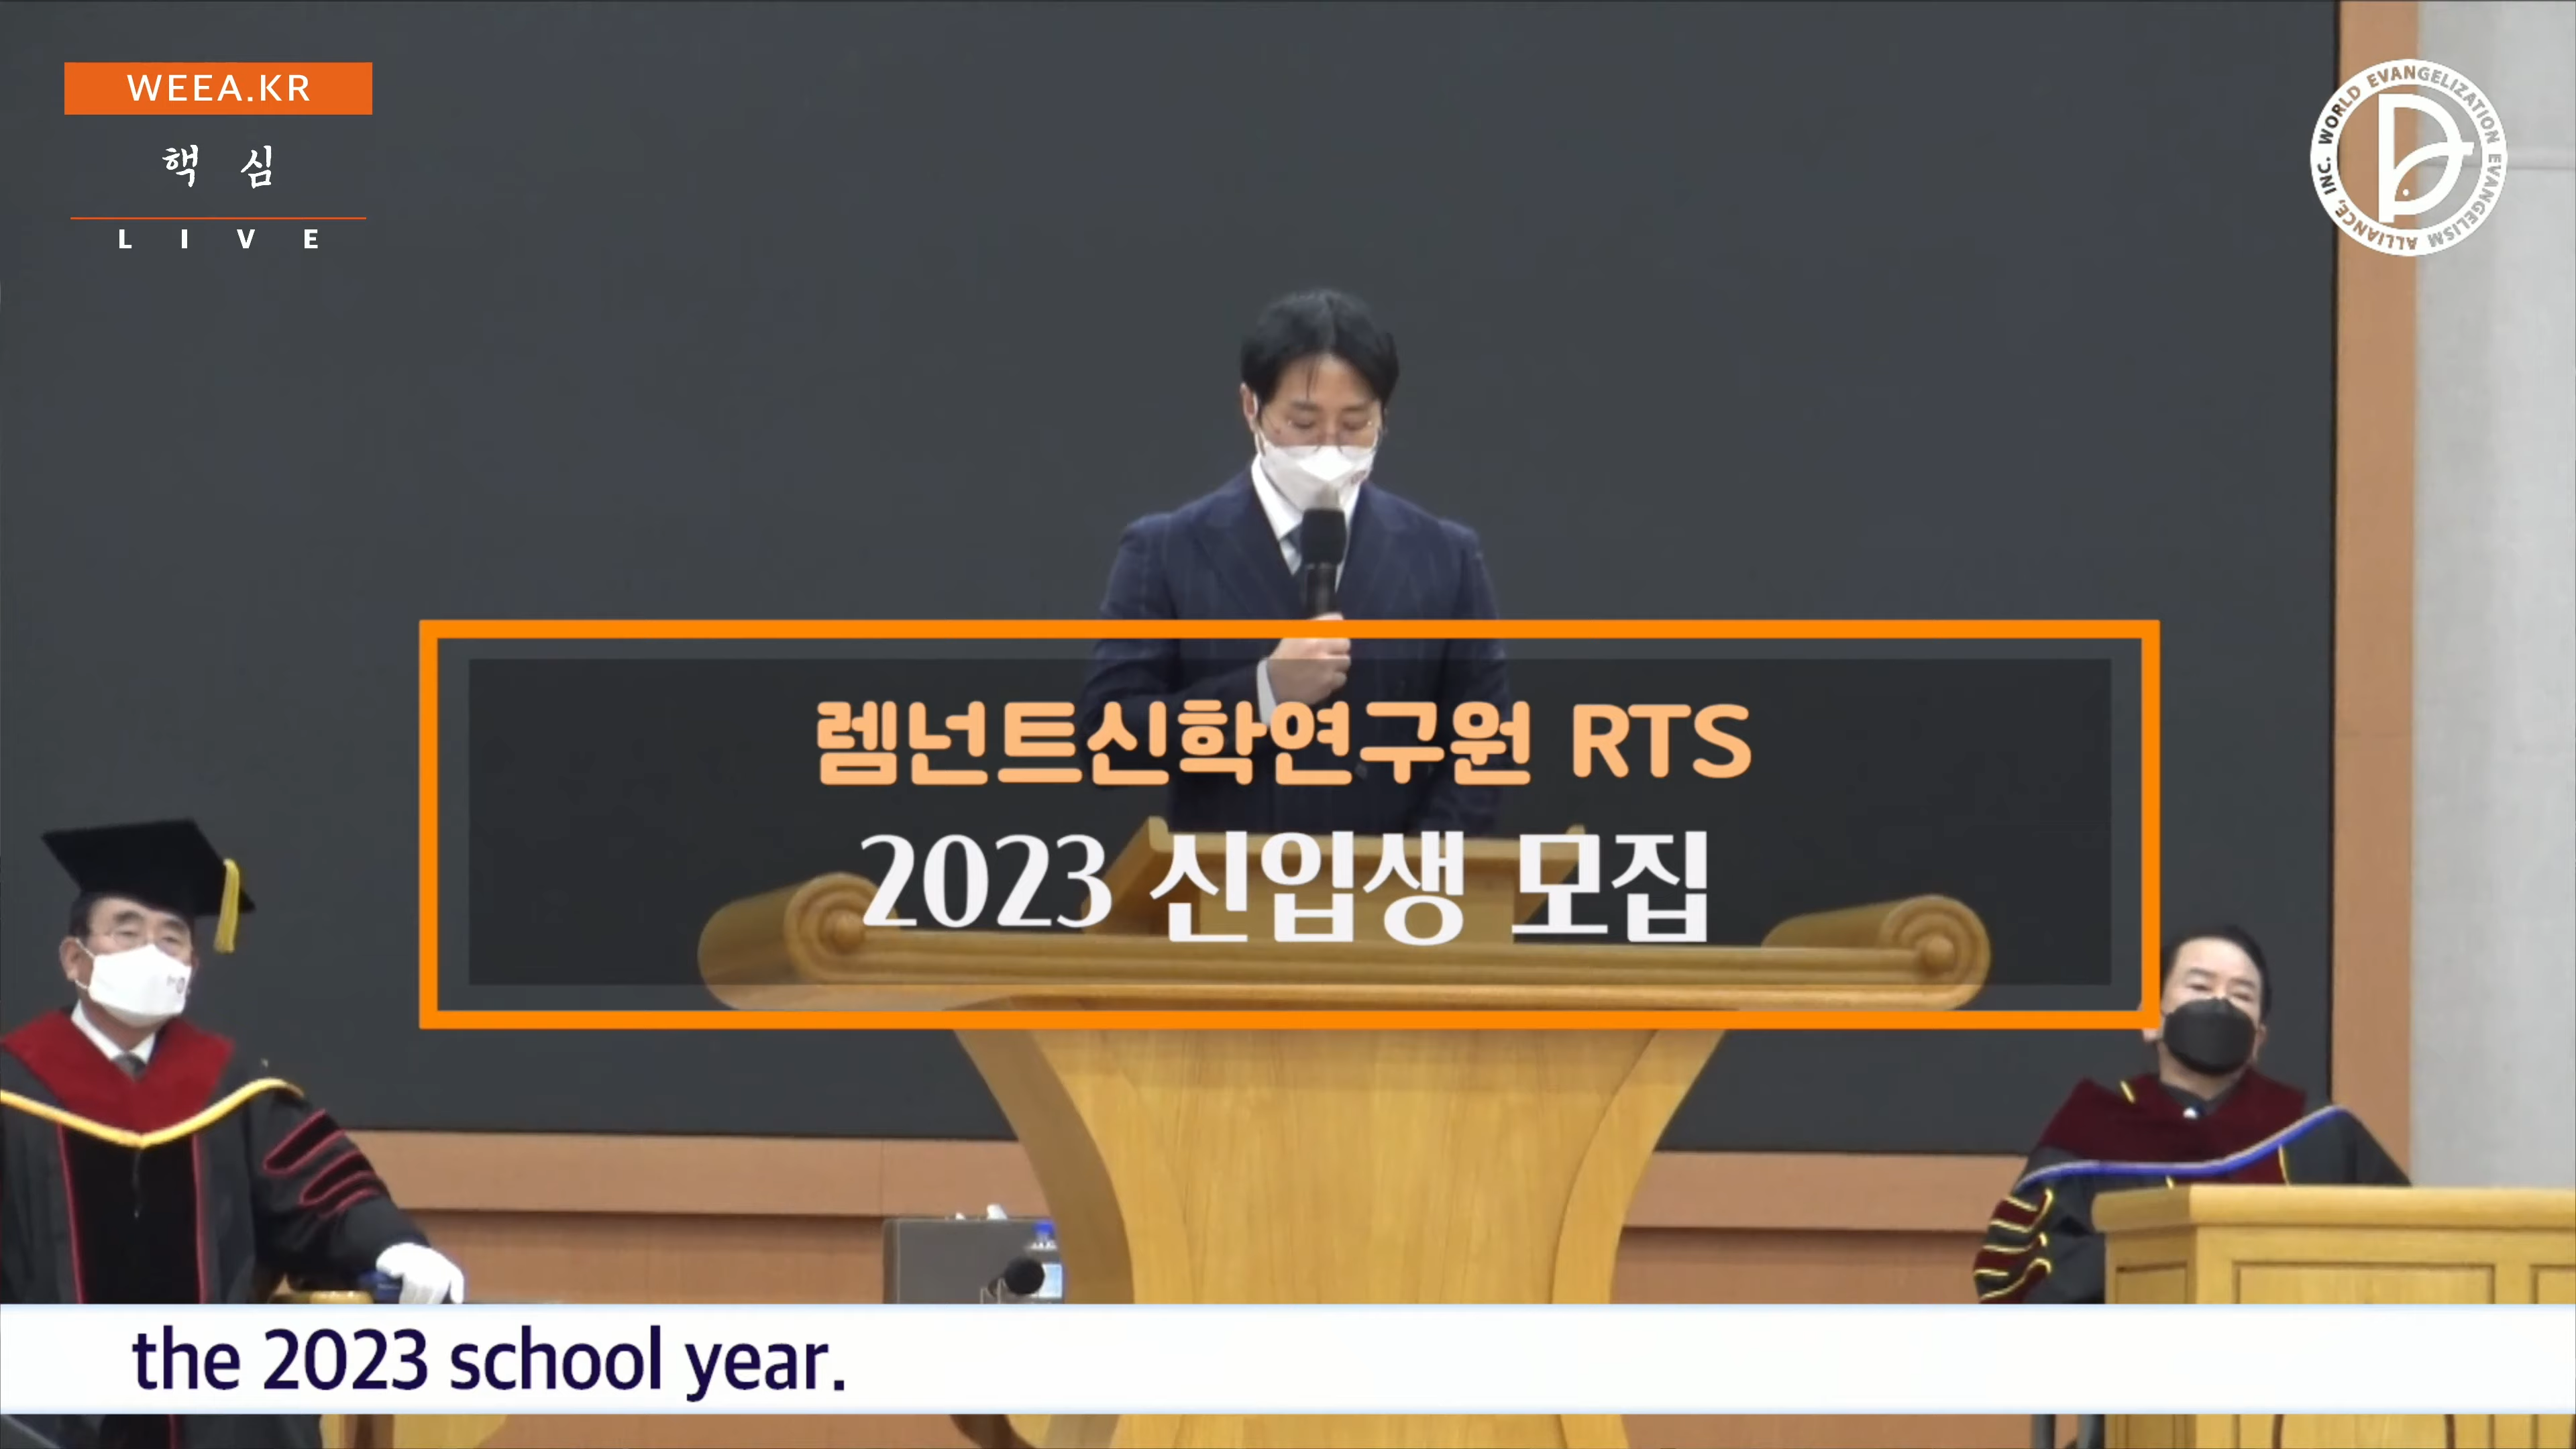 WEEA.KR
핵 심
LIVE
WORLD EVANGELIZATION EVANGELISM ALLIANCE, INC.
렘넌트신학연구원 RTS
2023 신입생 모집
the 2023 school year.